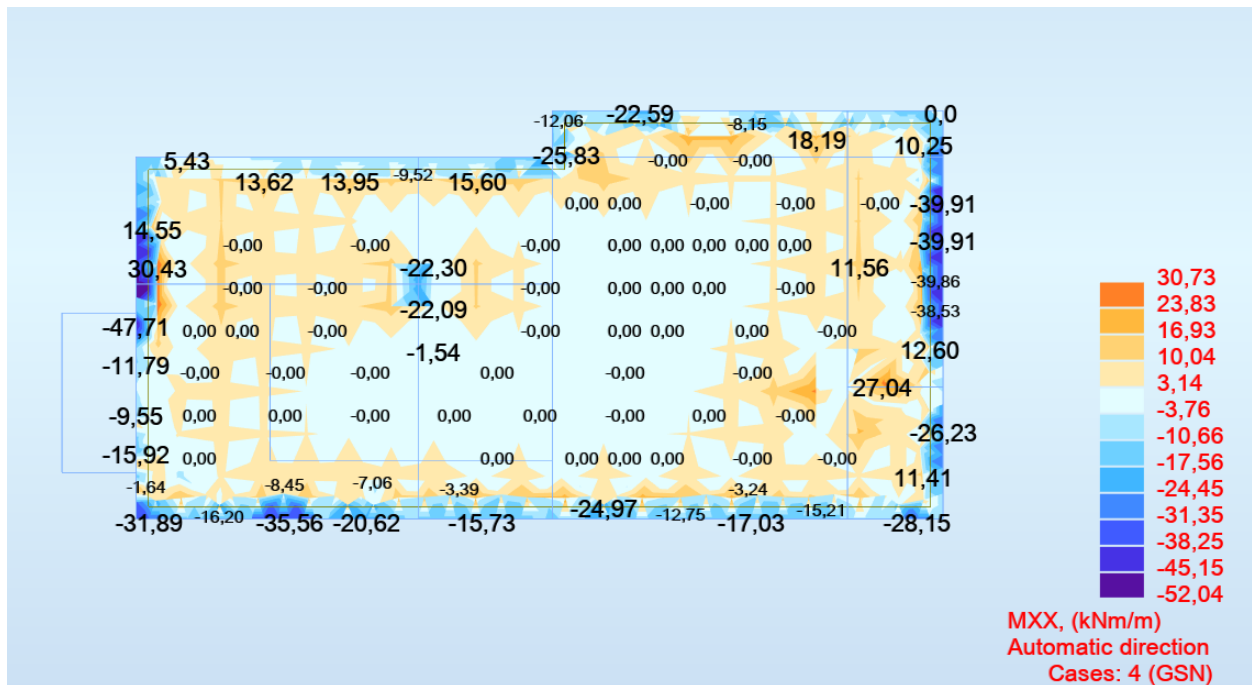 -12,06 -22,59 -8,15 0,0
5,43 -25,83 -0,00 -0,00 18,19 10,25
13,62 13,95 -9,52 15,60
0,00 0,00 -0,00 -0,00 -0,00 -39,91
14,55 -0,00 -0,00 -0,00 0,00 0,00 0,00 0,00 0,00 -39,91
30,43 -22,30 11,56
-0,00 -0,00 -0,00 0,00 0,00 0,00 -0,00 -39,86
-22,09 -38,53
-47,71 0,00 0,00 -0,00 -0,00 0,00 0,00 0,00 -0,00
-11,79 -1,54 12,60
-0,00 -0,00 -0,00 0,00 -0,00 -0,00 27,04
-9,55 0,00 0,00 -0,00 0,00 0,00 -0,00 0,00 -0,00
-15,92 0,00 0,00 0,00 0,00 0,00 -0,00 -0,00 -26,23
-1,64 -8,45 -7,06 -3,39 -3,24 11,41
-31,89 -16,20 -35,56 -20,62 -15,73 -24,97 -12,75 -17,03 -15,21 -28,15
30,73
23,83
16,93
10,04
3,14
-3,76
-10,66
-17,56
-24,45
-31,35
-38,25
-45,15
-52,04
MXX, (kNm/m)
Automatic direction
Cases: 4 (GSN)